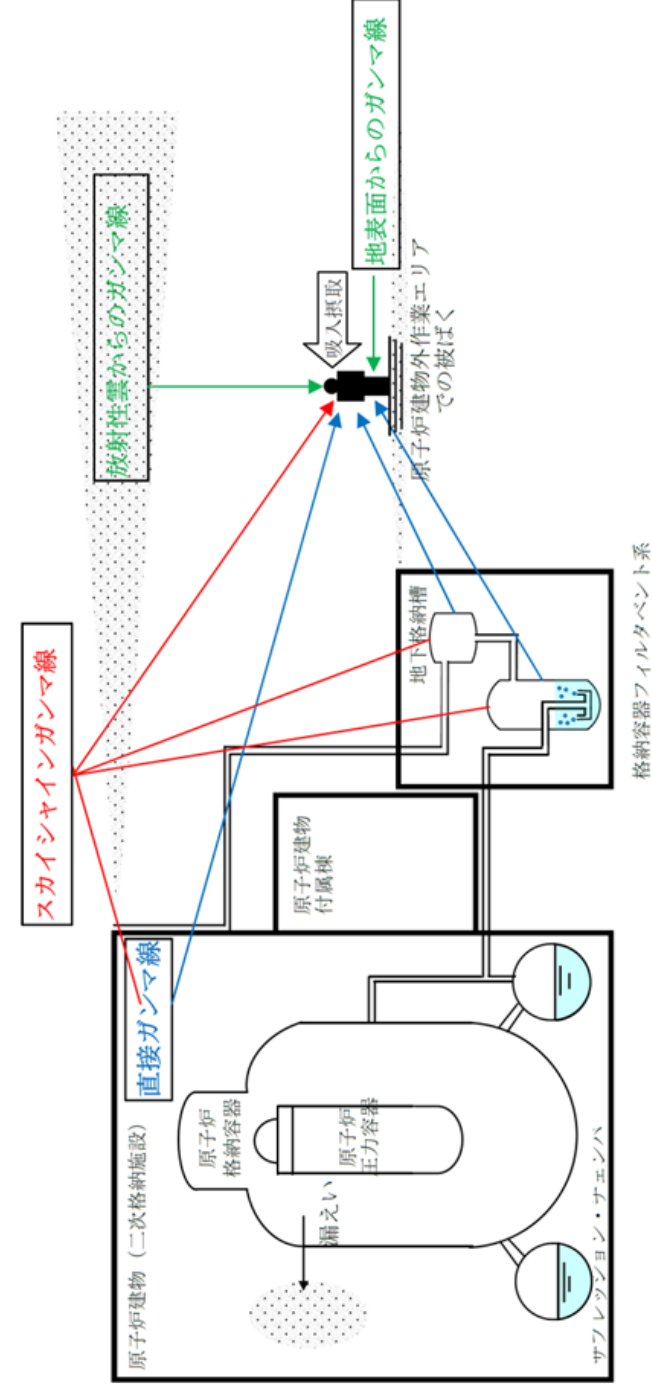 スカイシャインガンマ線
放射性雲からのガンマ線
地表面からのガンマ線
直接ガンマ線
吸入摂取
原子炉建物外作業エリア
での被ばく
原子炉建物（二次格納施設）
原子炉
格納容器
原子炉
圧力容器
漏えい
サプレッション・チェンバ
原子炉建物
付属棟
地下格納槽
格納容器フィルタベント系